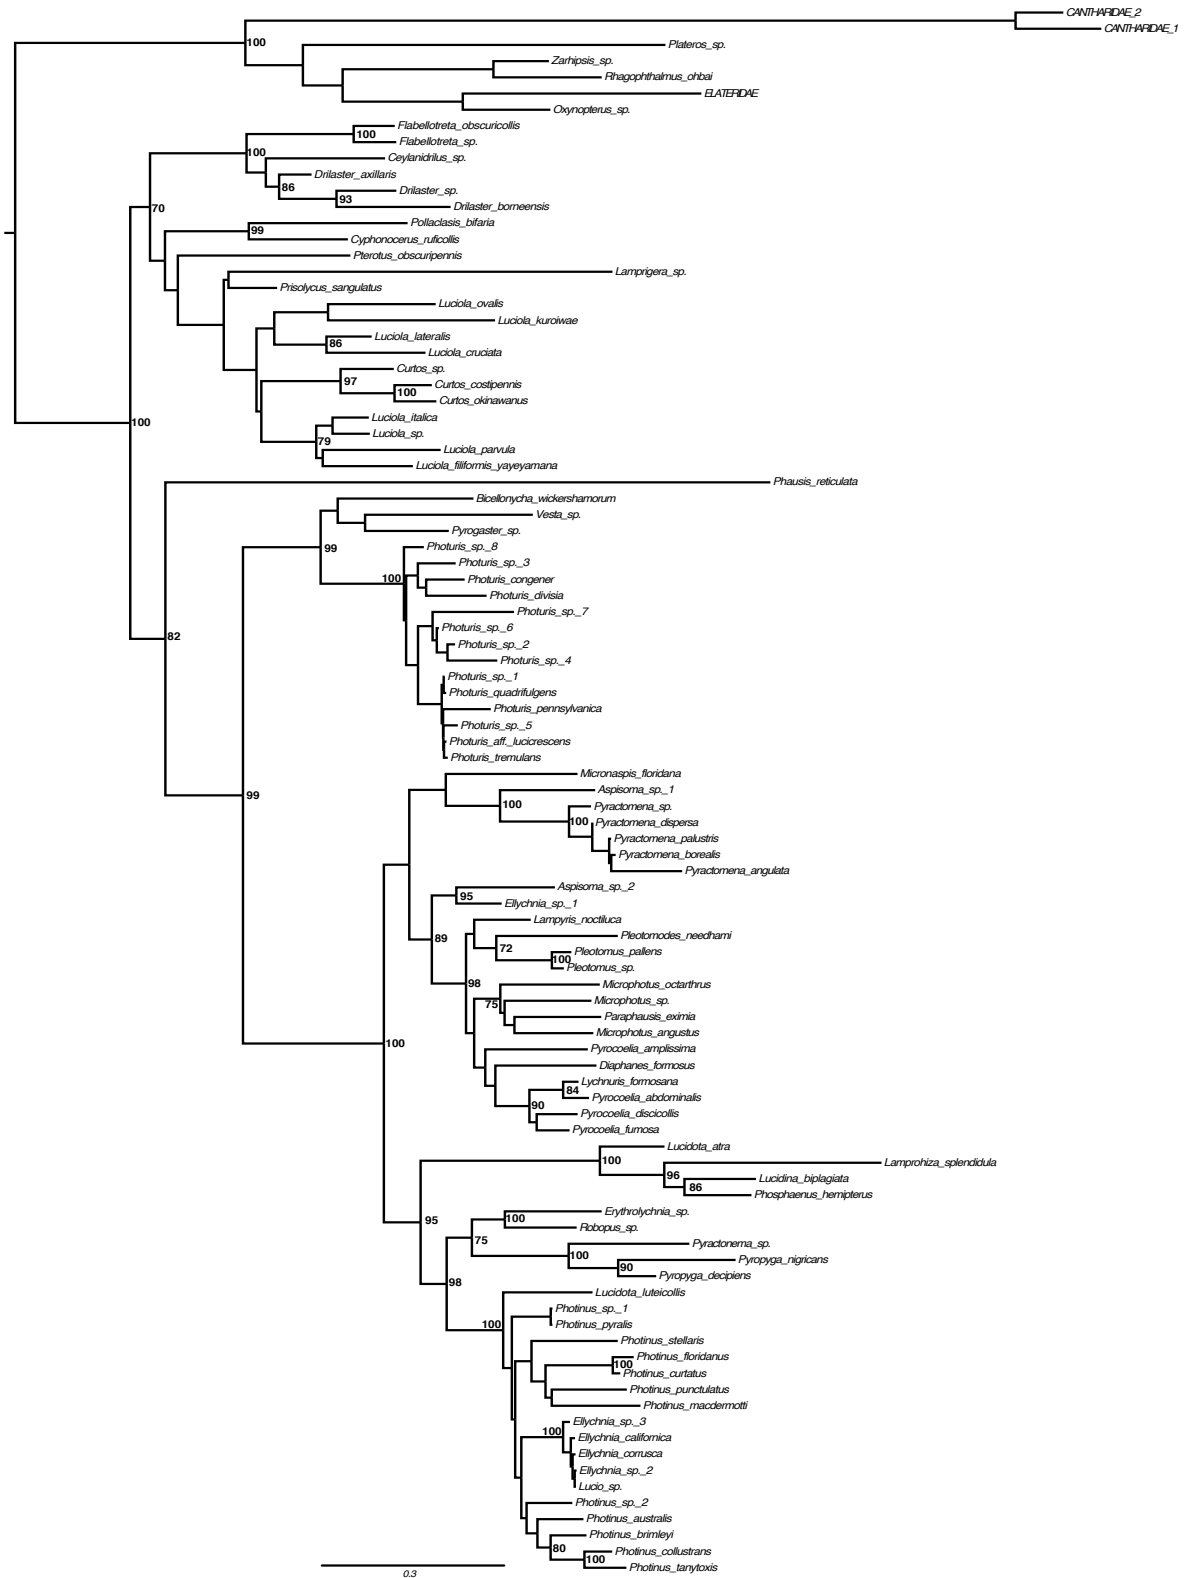 CANTHARIDAE_2
CANTHARIDAE_1
100
Plateros_sp.
Zarhipsis_sp.
Rhagophthalmus_ohbai
ELATERIDAE
Oxynopterus_sp.
Flabellotreta_obscuricollis
100
Flabellotreta_sp.
100
Ceylanidrilus_sp.
Drilaster_axillaris
86
Drilaster_sp.
93
Drilaster_borneensis
70
Pollaclasis_bifaria
99
Cyphonocerus_ruficollis
Pterotus_obscuripennis
Lamprigera_sp.
Prisolycus_sangulatus
Luciola_ovalis
Luciola_kuroiwae
Luciola_lateralis
86
Luciola_cruciata
Curtos_sp.
97
Curtos_costipennis
100
Curtos_okinawanus
Luciola_italica
100
Luciola_sp.
79
Luciola_parvula
Luciola_filiformis_yayeyamana
Phausis_reticulata
Bicellonycha_wickershamorum
Vesta_sp.
Pyrogaster_sp.
99
Photuris_sp._8
Photuris_sp._3
100
Photuris_congener
Photuris_divisia
Photuris_sp._7
Photuris_sp._6
82
Photuris_sp._2
Photuris_sp._4
Photuris_sp._1
Photuris_quadrifulgens
Photuris_pennsylvanica
Photuris_sp._5
Photuris_aff._lucicrescens
Photuris_tremulans
Micronaspis_floridana
Aspisoma_sp._1
99
100
Pyractomena_sp.
100
Pyractomena_dispersa
Pyractomena_palustris
Pyractomena_borealis
Pyractomena_angulata
Aspisoma_sp._2
95
Ellychnia_sp._1
Lampyris_noctiluca
Pleotomodes_needhami
89
72
Pleotomus_pallens
100
Pleotomus_sp.
98
Microphotus_octarthrus
75
Microphotus_sp.
Paraphausis_eximia
Microphotus_angustus
100
Pyrocoelia_amplissima
Diaphanes_formosus
Lychnuris_formosana
84
Pyrocoelia_abdominalis
90
Pyrocoelia_discicollis
Pyrocoelia_fumosa
Lucidota_atra
100
Lamprohiza_splendidula
96
Lucidina_biplagiata
86
Phosphaenus_hemipterus
Erythrolychnia_sp.
95
100
Robopus_sp.
75
Pyractonema_sp.
100
Pyropyga_nigricans
90
Pyropyga_decipiens
98
Lucidota_luteicollis
Photinus_sp._1
100
Photinus_pyralis
Photinus_stellaris
Photinus_floridanus
100
Photinus_curtatus
Photinus_punctulatus
Photinus_macdermotti
Ellychnia_sp._3
100
Ellychnia_californica
Ellychnia_corrusca
Ellychnia_sp._2
Lucio_sp.
Photinus_sp._2
Photinus_australis
Photinus_brimleyi
80
Photinus_collustrans
100
Photinus_tanytoxis
0.3